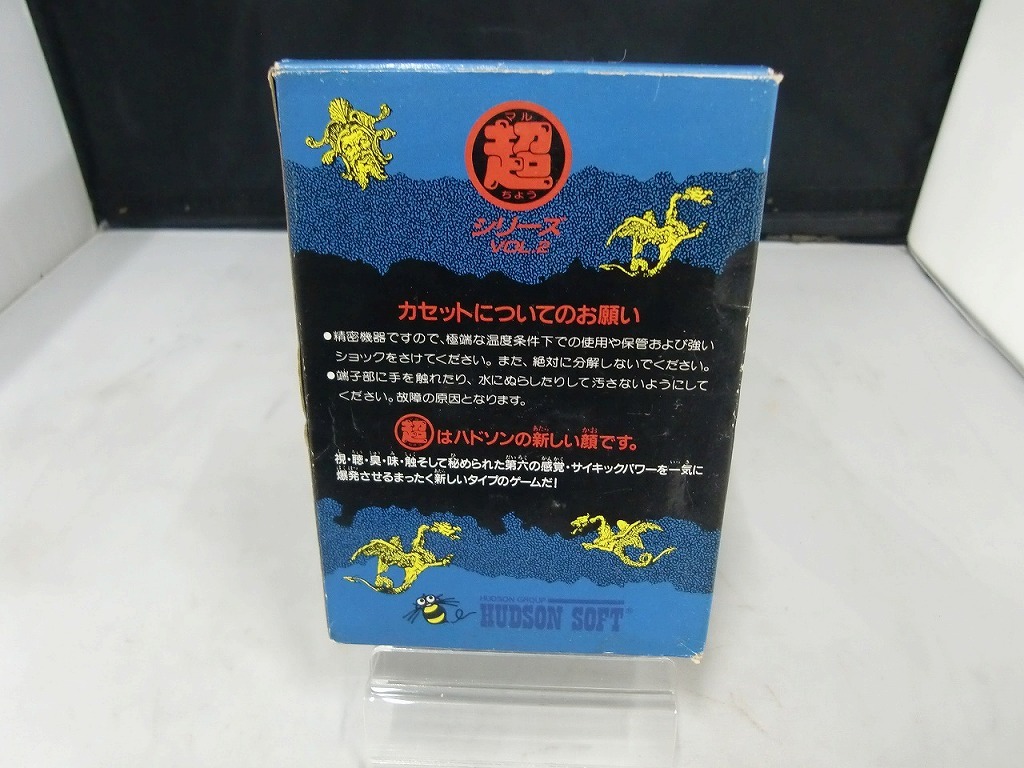 マル
超
ちょう
シリーズ
VOL.2
カセットについてのお願い
●精密機器ですので、極端な温度条件下での使用や保管および強い
ショックをさけてください。また、絶対に分解しないでください。
●端子部に手を触れたり、水にぬらしたりして汚さないようにして
ください。故障の原因となります。
あたら かお
超はハドソンの新しい顔です。
視・聴・臭・味・触そして秘められた第六の感覚・サイキックパワーを一気に
爆発させるまったく新しいタイプのゲームだ!
HUDSON GROUP
HUDSON SOFT®